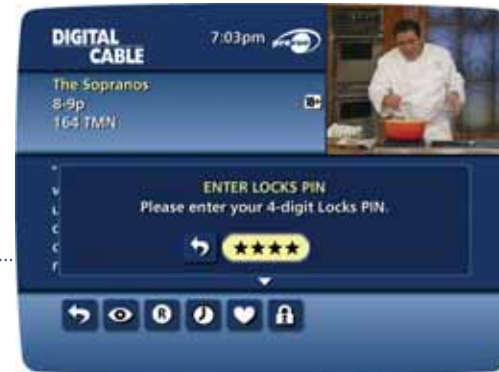 DIGITAL
CABLE
7:03pm
The Sopranos
8-9p
18+
164 TMN
ENTER LOCKS PIN
Please enter your 4-digit Locks PIN.
★★★★
R